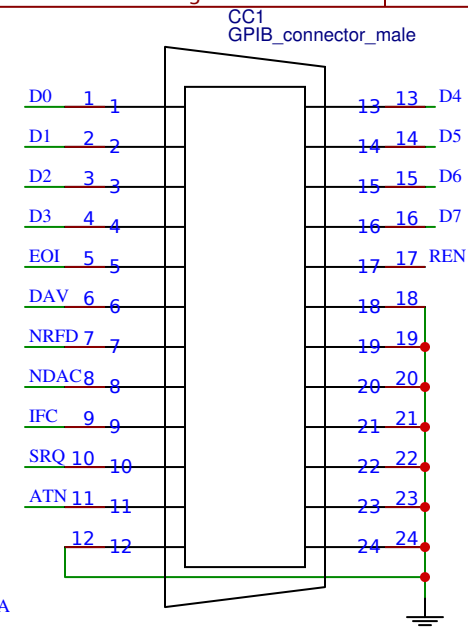 CC1
GPIB_connector_male
D0 1 1 13 13 D4
D1 2 2 14 14 D5
D2 3 3 15 15 D6
D3 4 4 16 16 D7
EOI 5 5 17 17 REN
DAV 6 6 18 18
NRFD 7 7 19 19
NDAC 8 8 20 20
IFC 9 9 21 21
SRQ 10 10 22 22
ATN 11 11 23 23
12 12 24 24
A